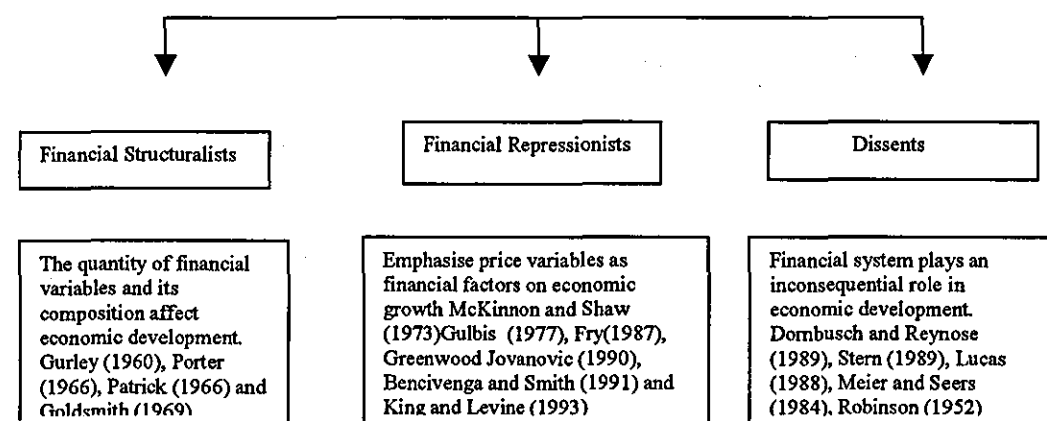 Financial Structuralists
Financial Repressionists
Dissents
The quantity of financial
variables and its
composition affect
economic development.
Gurley (1960), Porter
(1966), Patrick (1966) and
Goldsmith (1969)
Emphasise price variables as
financial factors on economic
growth McKinnon and Shaw
(1973)Gulbis (1977), Fry(1987),
Greenwood Jovanovic (1990),
Bencivenga and Smith (1991) and
King and Levine (1993)
Financial system plays an
inconsequential role in
economic development.
Dornbusch and Reynose
(1989), Stern (1989), Lucas
(1988), Meier and Seers
(1984), Robinson (1952)